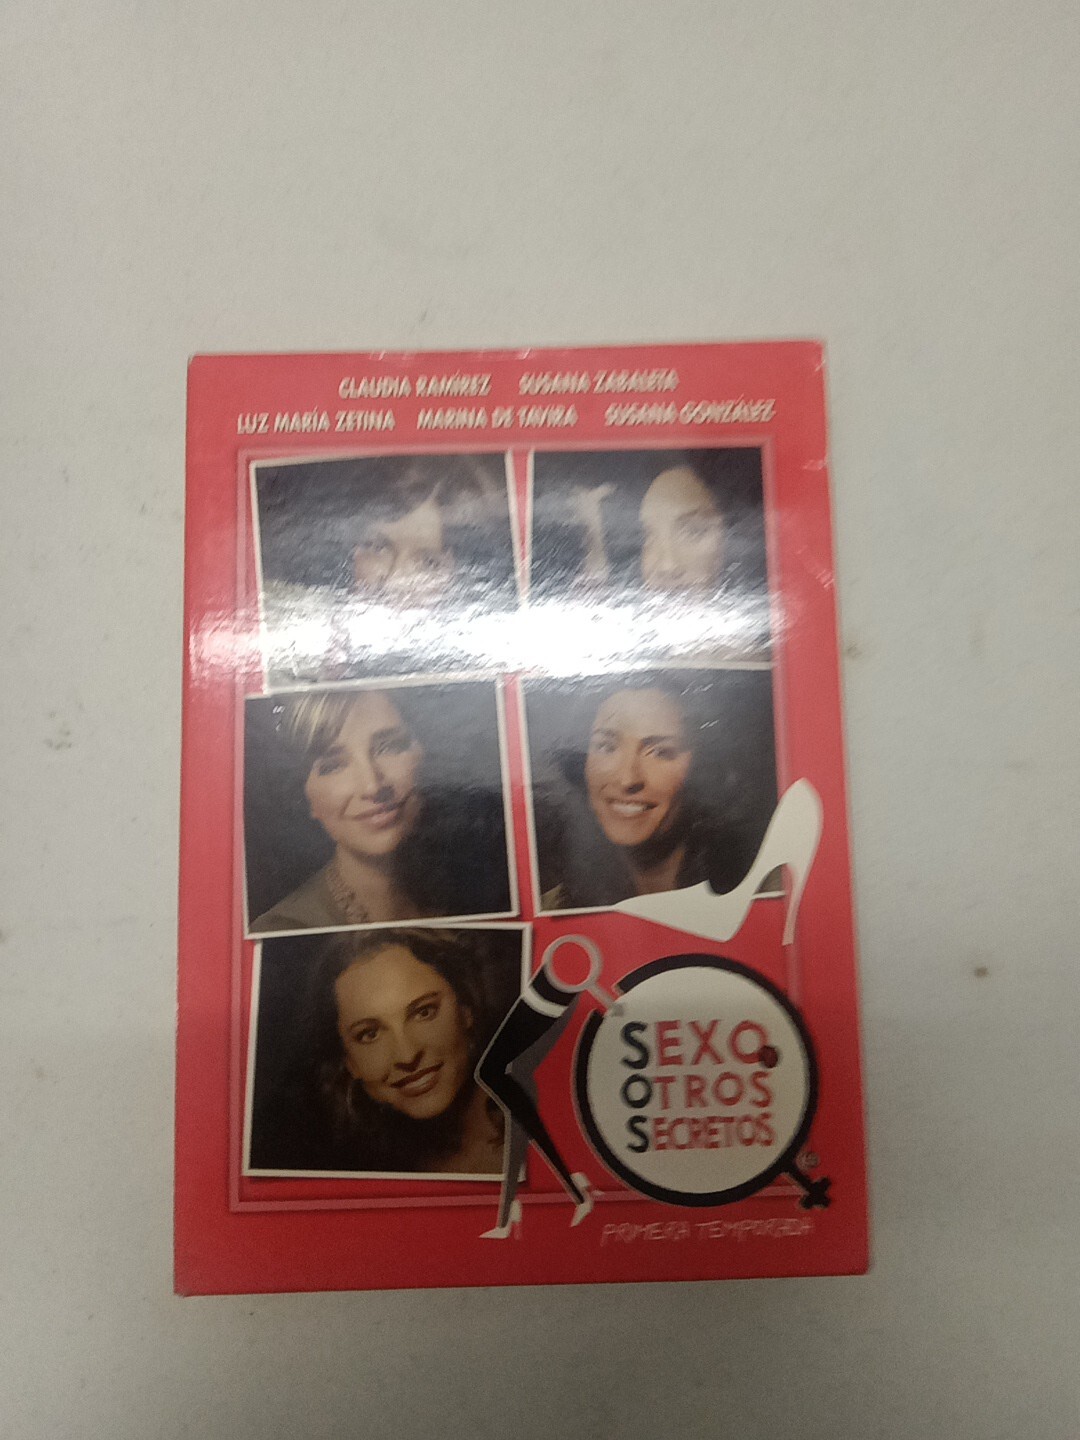 CLAUDIA RAMÍREZ SUSANA ZABALETA
LUZ MARÍA ZETINA MARINA DE TAVIRA SUSANA GONZÁLEZ
SEXO Y
OTROS
SECRETOS
PRIMERA TEMPORADA